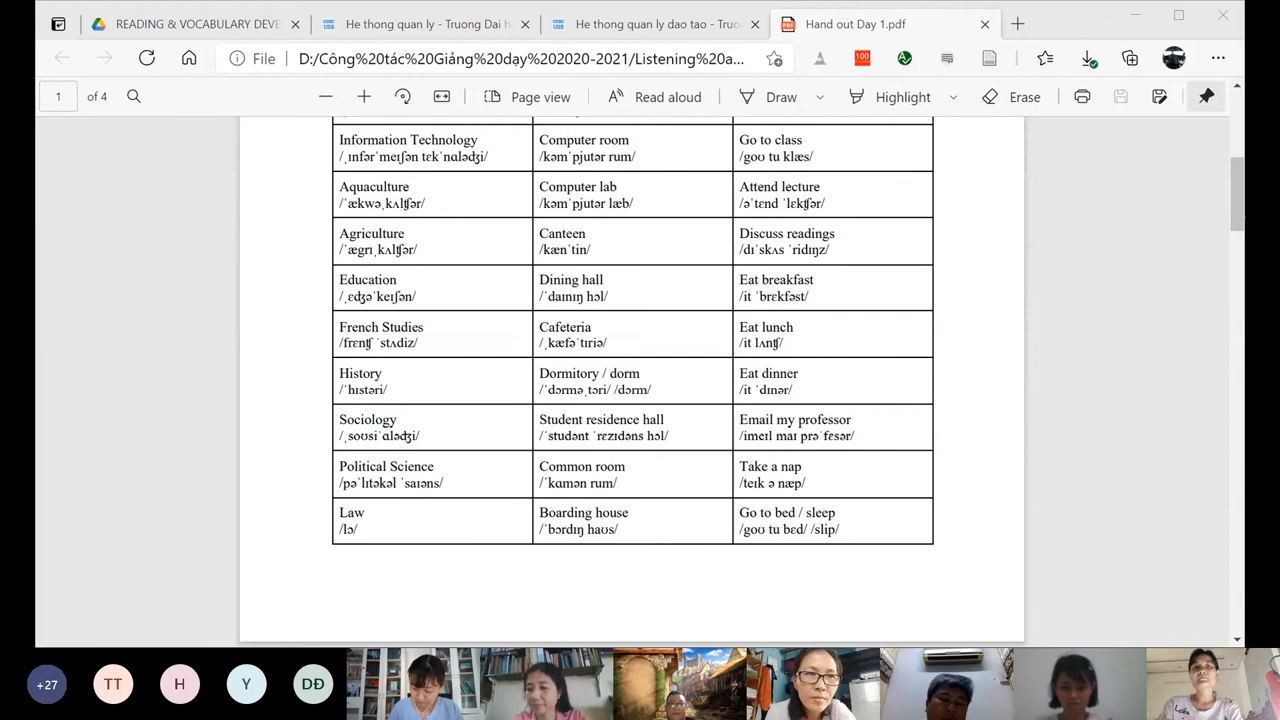 READING & VOCABULARY DEVE
He thong quan ly - Truong Dai h
He thong quan ly dao tao - Truo
Hand out Day 1.pdf
File
D:/Công%20tác%20Giảng%20dạy%202020-2021/Listening%20a...
100
1 of 4
Page view
Read aloud
Draw
Highlight
Erase
Information Technology
/ˌɪnfərˈmeɪʃən tɛkˈnɑləʤi/
Computer room
/kəmˈpjutər rum/
Go to class
/goʊ tu klæs/
Aquaculture
/ˈækwəˌkʌlʧər/
Computer lab
/kəmˈpjutər læb/
Attend lecture
/əˈtɛnd ˈlɛkʧər/
Agriculture
/ˈægrɪˌkʌlʧər/
Canteen
/kænˈtin/
Discuss readings
/dɪˈskʌs ˈridɪŋz/
Education
/ˌɛʤəˈkeɪʃən/
Dining hall
/ˈdaɪnɪŋ hɔl/
Eat breakfast
/it ˈbrɛkfəst/
French Studies
/frɛnʧ ˈstʌdiz/
Cafeteria
/ˌkæfəˈtɪriə/
Eat lunch
/it lʌnʧ/
History
/ˈhɪstəri/
Dormitory / dorm
/ˈdɔrməˌtɔri/ /dɔrm/
Eat dinner
/it ˈdɪnər/
Sociology
/ˌsoʊsiˈɑləʤi/
Student residence hall
/ˈstudənt ˈrɛzɪdəns hɔl/
Email my professor
/imeɪl maɪ prəˈfɛsər/
Political Science
/pəˈlɪtəkəl ˈsaɪəns/
Common room
/ˈkɑmən rum/
Take a nap
/teɪk ə næp/
Law
/lɔ/
Boarding house
/ˈbɔrdɪŋ haʊs/
Go to bed / sleep
/goʊ tu bɛd/ /slip/
+27
TT
H
Y
DĐ